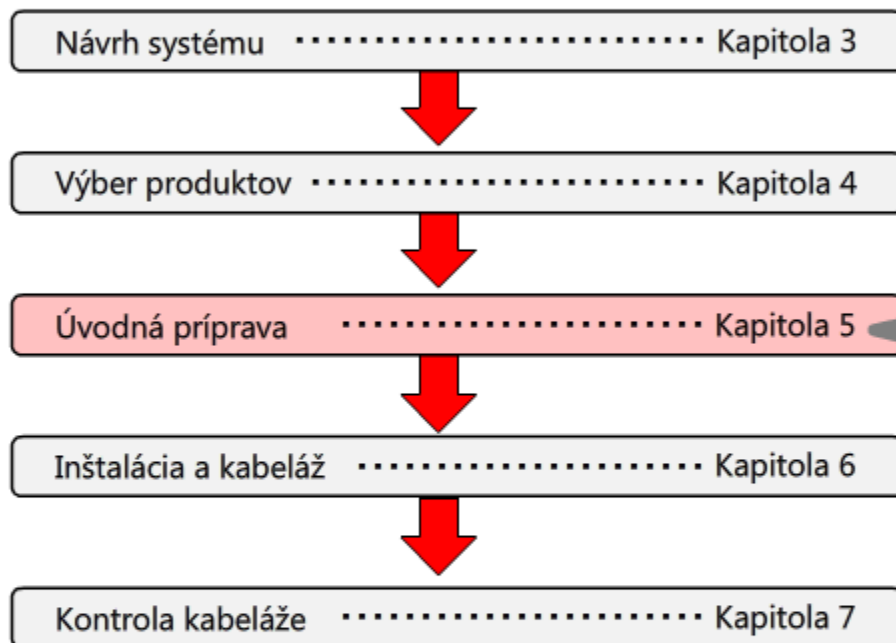 Návrh systému ··························· Kapitola 3
Výber produktov ·························· Kapitola 4
Úvodná príprava ························ Kapitola 5
Inštalácia a kabeláž ······················· Kapitola 6
Kontrola kabeláže ························ Kapitola 7